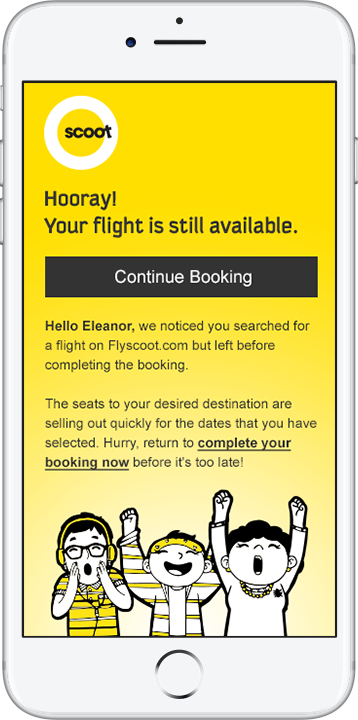 scoot
Hooray!
Your flight is still available.
Continue Booking
Hello Eleanor, we noticed you searched for
a flight on Flyscoot.com but left before
completing the booking.
The seats to your desired destination are
selling out quickly for the dates that you have
selected. Hurry, return to complete your
booking now before it's too late!